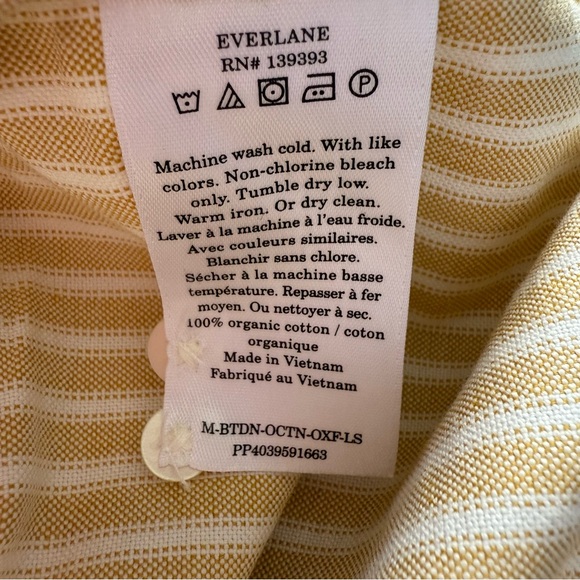 EVERLANE
RN# 139393
P
Machine wash cold. With like
colors. Non-chlorine bleach
only. Tumble dry low.
Warm iron. Or dry clean.
Laver à la machine à l'eau froide.
Avec couleurs similaires.
Blanchir sans chlore.
Sécher à la machine basse
température. Repasser à fer
moyen. Ou nettoyer à sec.
100% organic cotton / coton
organique
Made in Vietnam
Fabriqué au Vietnam
M-BTDN-OCTN-OXF-LS
PP4039591663